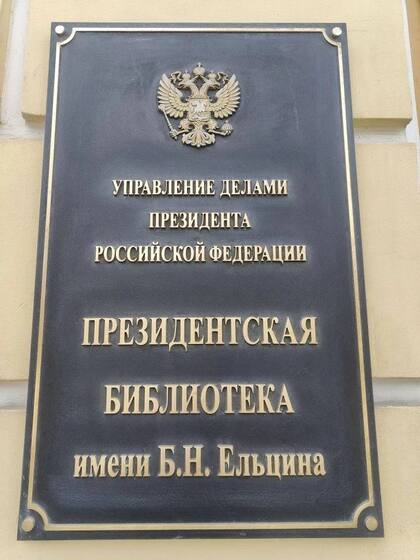 УПРАВЛЕНИЕ ДЕЛАМИ
ПРЕЗИДЕНТА
РОССИЙСКОЙ ФЕДЕРАЦИИ
ПРЕЗИДЕНТСКАЯ
БИБЛИОТЕКА
имени Б.Н. Ельцина